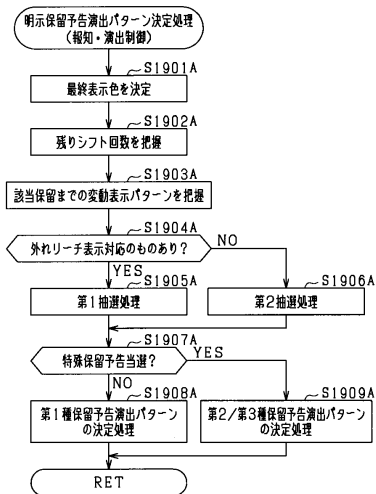 明示保留予告演出パターン決定処理
(報知・演出制御)
S1901A
最終表示色を決定
S1902A
残りシフト回数を把握
S1903A
該当保留までの変動表示パターンを把握
S1904A
外れリーチ表示対応のものあり?
NO
YES
S1905A
第1抽選処理
S1906A
第2抽選処理
S1907A
特殊保留予告当選?
YES
NO
S1908A
第1種保留予告演出パターン
の決定処理
S1909A
第2/第3種保留予告演出パターン
の決定処理
RET